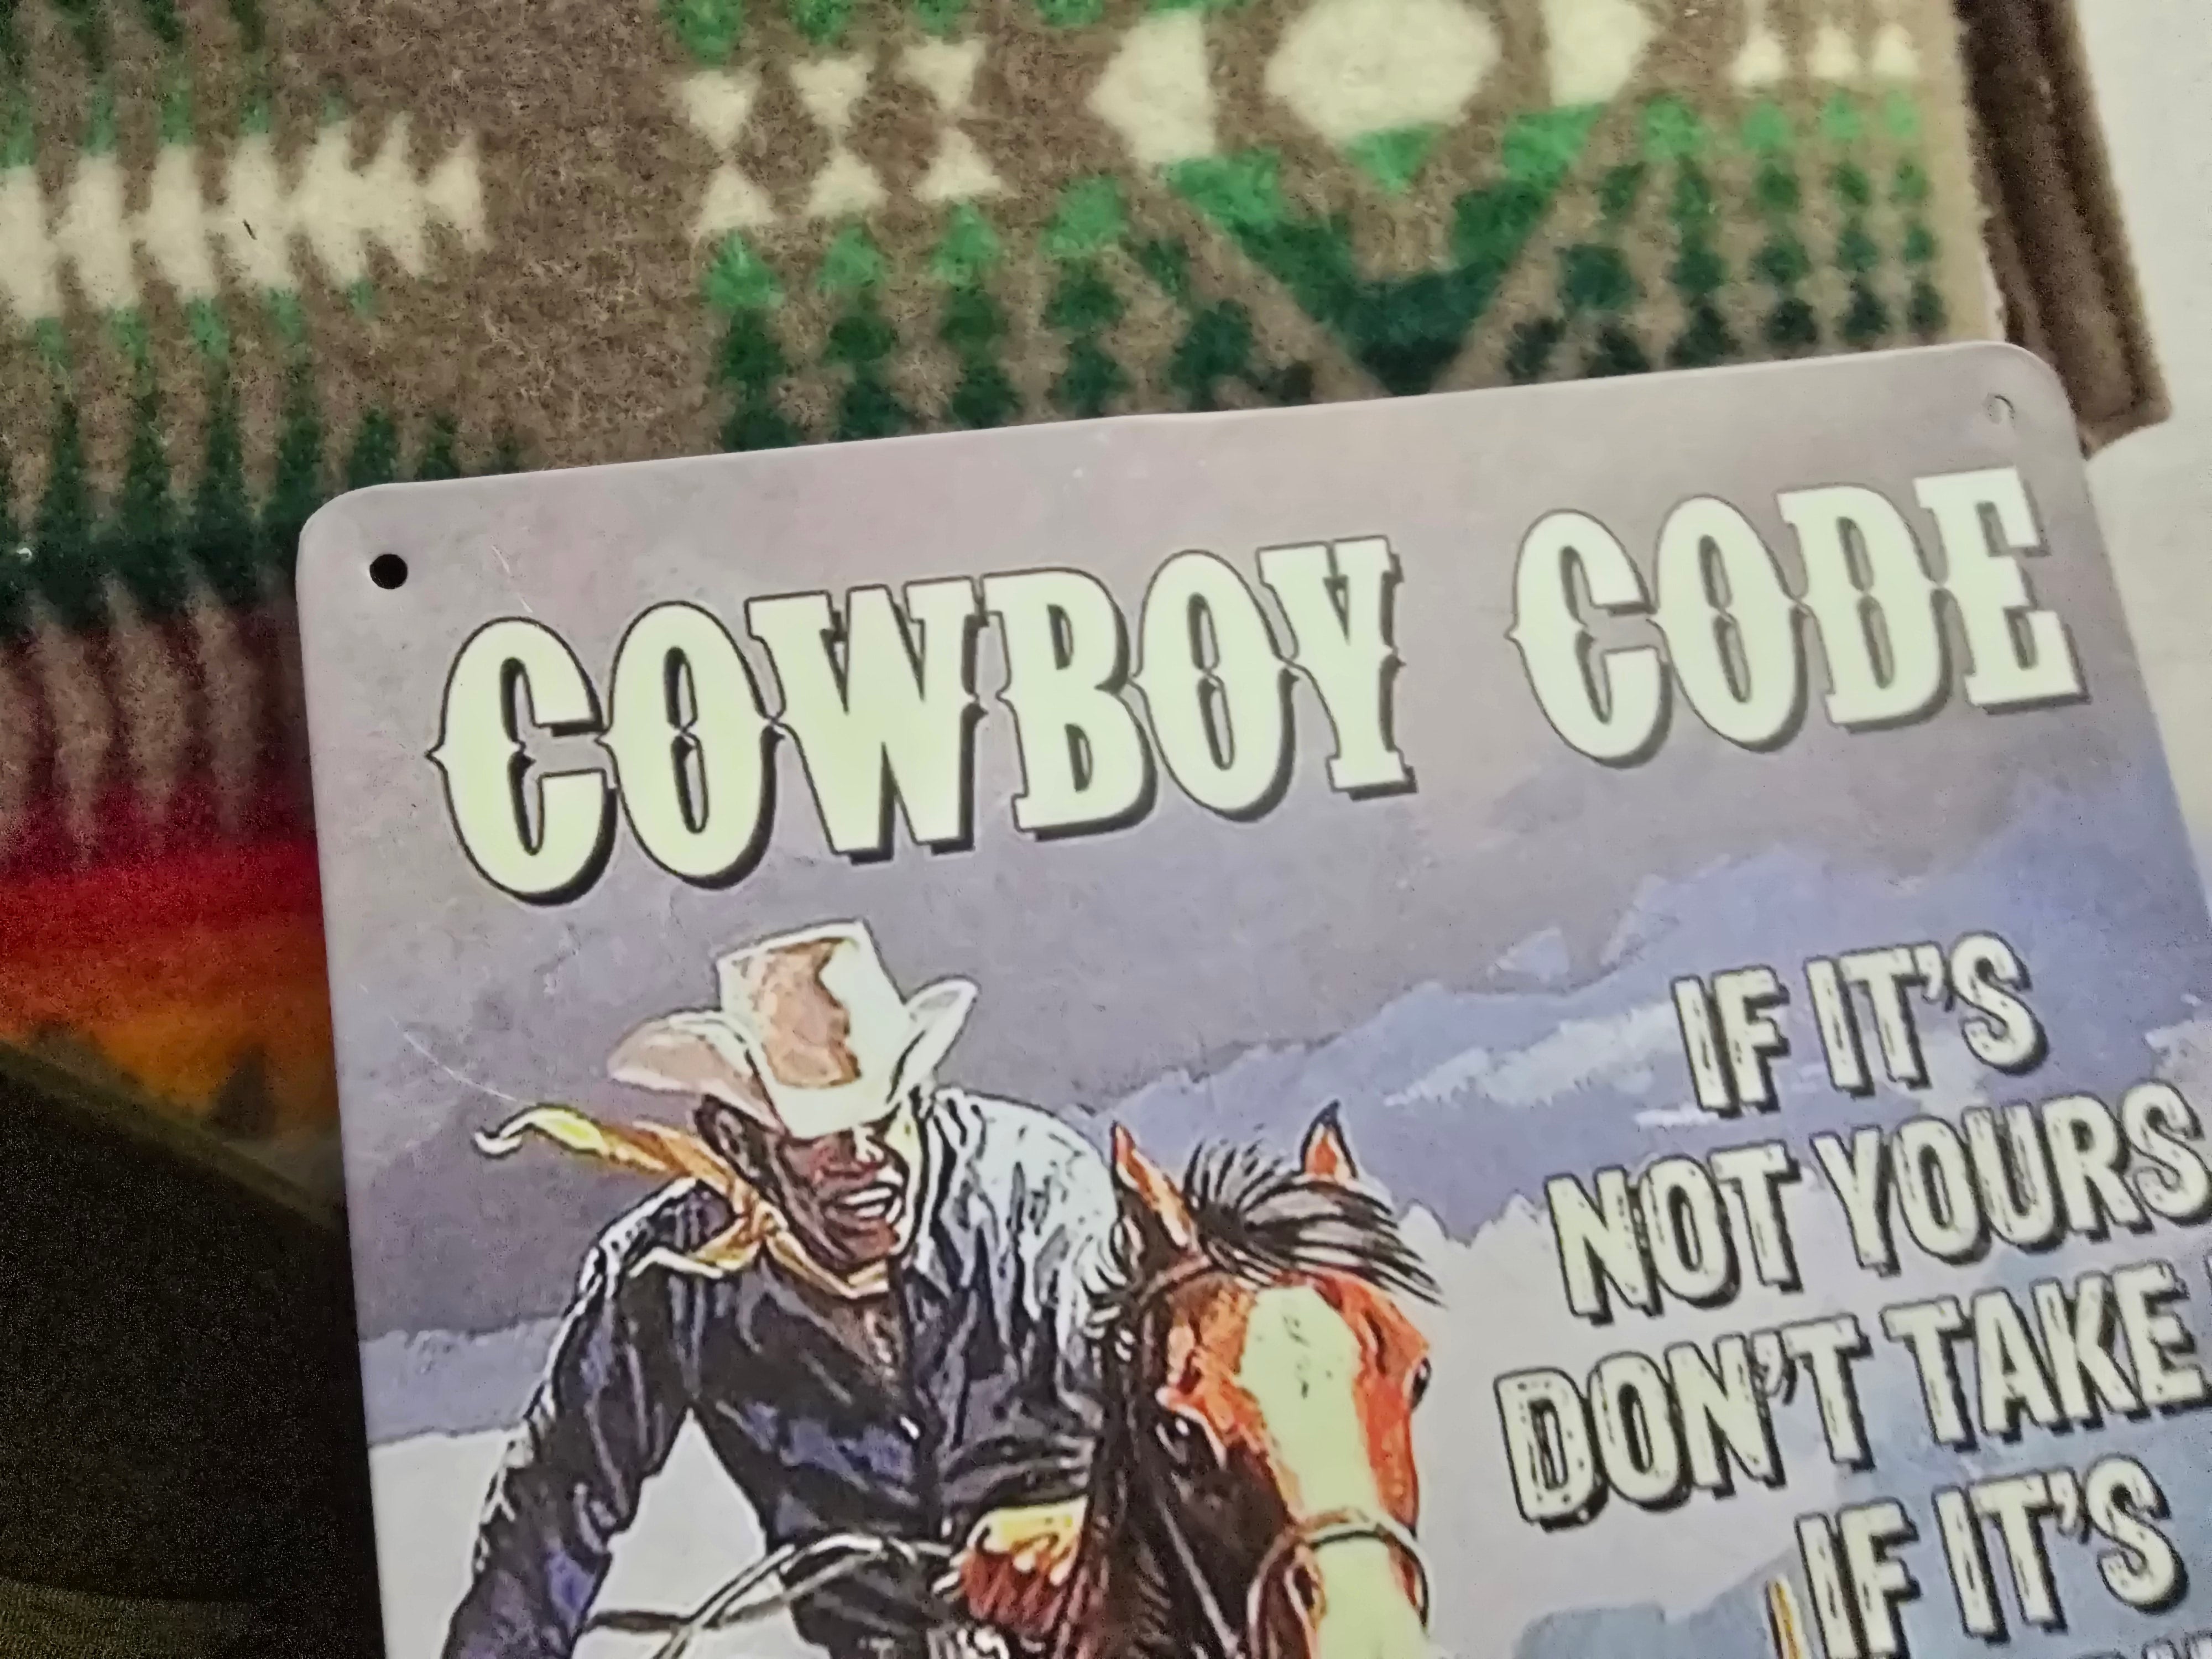 COWBOY CODE
IF IT'S
NOT YOURS
DON'T TAKE
IF IT'S